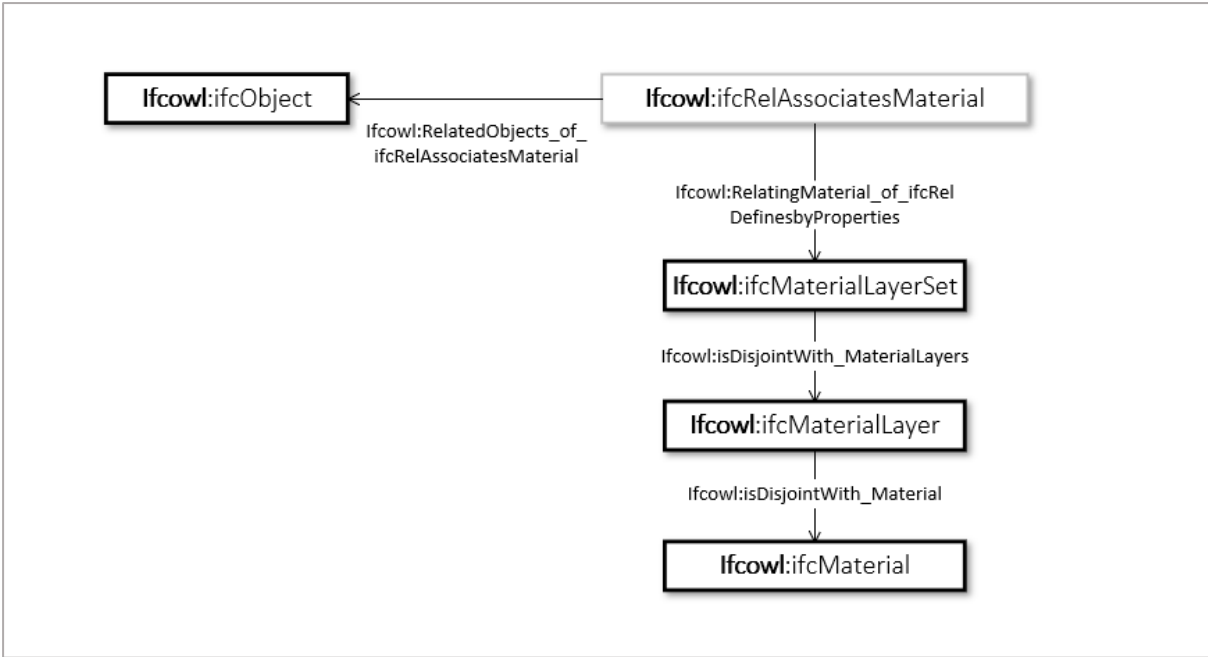 Ifcowl:ifcObject
Ifcowl:ifcRelAssociatesMaterial
Ifcowl:RelatedObjects_of_
ifcRelAssociatesMaterial
Ifcowl:RelatingMaterial_of_ifcRel
DefinesbyProperties
Ifcowl:ifcMaterialLayerSet
Ifcowl:isDisjointWith_MaterialLayers
Ifcowl:ifcMaterialLayer
Ifcowl:isDisjointWith_Material
Ifcowl:ifcMaterial